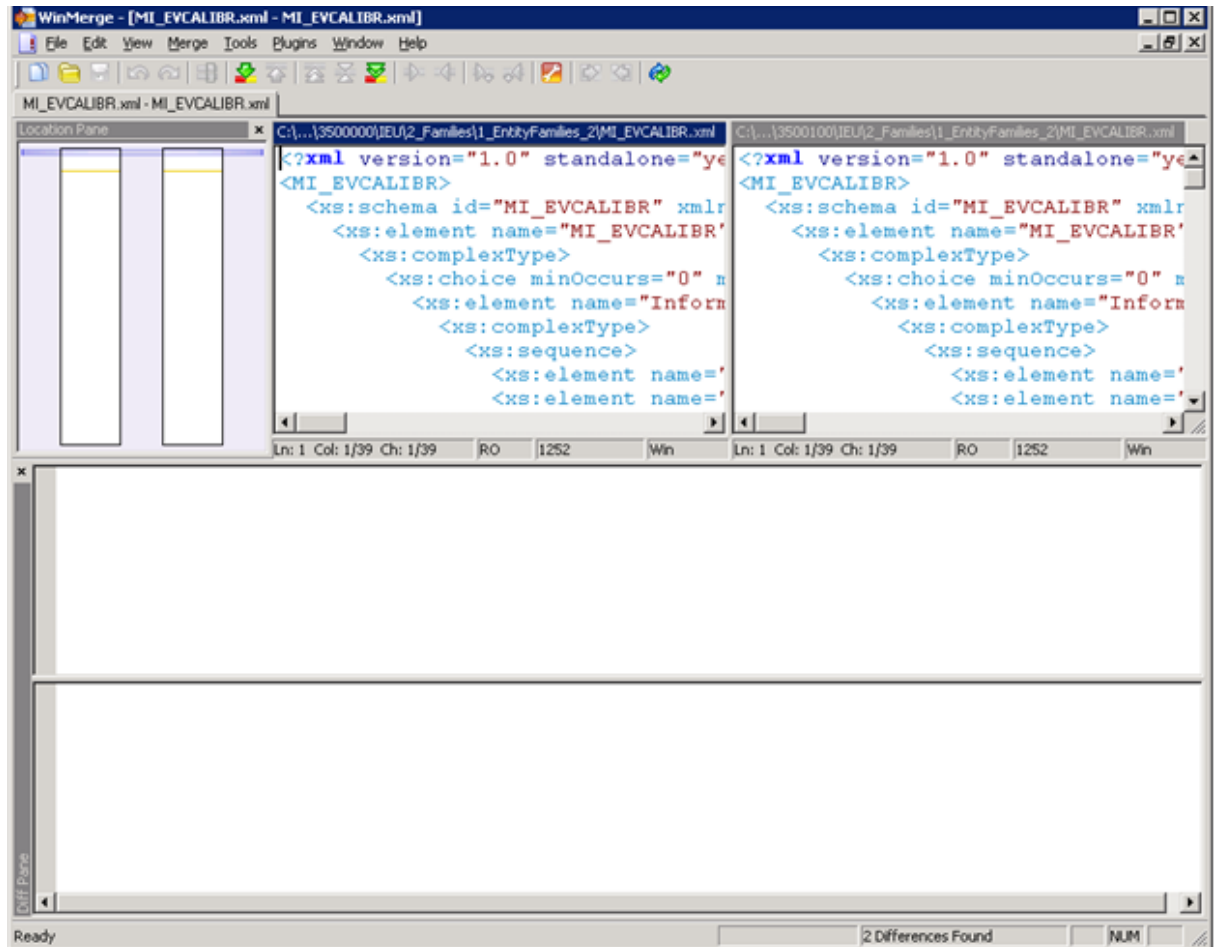 WinMerge - [MI_EVCALIBR.xml - MI_EVCALIBR.xml]
File Edit View Merge Tools Plugins Window Help
MI_EVCALIBR.xml - MI_EVCALIBR.xml
Location Pane
C:\...\3500000\IEU\2_Families\1_EntityFamilies_2\MI_EVCALIBR.xml
<?xml version="1.0" standalone="ye
<MI_EVCALIBR>
<xs:schema id="MI_EVCALIBR" xmln
<xs:element name="MI_EVCALIBR"
<xs:complexType>
<xs:choice minOccurs="0" m
<xs:element name="Inform
<xs:complexType>
<xs:sequence>
<xs:element name="
<xs:element name="
Ln: 1 Col: 1/39 Ch: 1/39 RO 1252 Win
C:\...\3500100\IEU\2_Families\1_EntityFamilies_2\MI_EVCALIBR.xml
<?xml version="1.0" standalone="ye
<MI_EVCALIBR>
<xs:schema id="MI_EVCALIBR" xmln
<xs:element name="MI_EVCALIBR"
<xs:complexType>
<xs:choice minOccurs="0" m
<xs:element name="Inform
<xs:complexType>
<xs:sequence>
<xs:element name="
<xs:element name="
Ln: 1 Col: 1/39 Ch: 1/39 RO 1252 Win
Diff Pane
Ready 2 Differences Found NUM